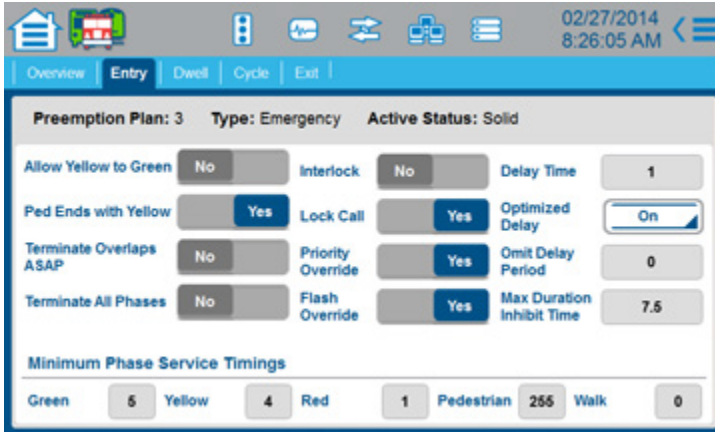 02/27/2014
8:26:05 AM
Overview Entry Dwell Cycle Exit
Preemption Plan: 3 Type: Emergency Active Status: Solid
Allow Yellow to Green No Interlock No Delay Time 1
Ped Ends with Yellow Yes Lock Call Yes Optimized Delay On
Terminate Overlaps ASAP No Priority Override Yes Omit Delay Period 0
Terminate All Phases No Flash Override Yes Max Duration Inhibit Time 7.5
Minimum Phase Service Timings
Green 5 Yellow 4 Red 1 Pedestrian 255 Walk 0